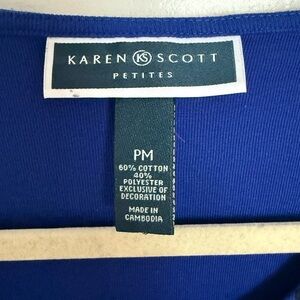 KAREN KS SCOTT
PETITES
PM
60% COTTON
40%
POLYESTER
EXCLUSIVE OF
DECORATION
MADE IN
CAMBODIA